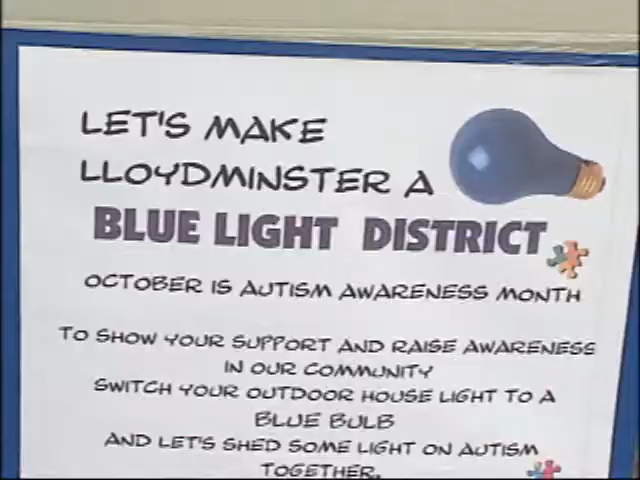 LET'S MAKE
LLOYDMINSTER A
BLUE LIGHT DISTRICT
OCTOBER IS AUTISM AWARENESS MONTH
TO SHOW YOUR SUPPORT AND RAISE AWARENESS
IN OUR COMMUNITY
SWITCH YOUR OUTDOOR HOUSE LIGHT TO A
BLUE BULB
AND LET'S SHED SOME LIGHT ON AUTISM
TOGETHER.